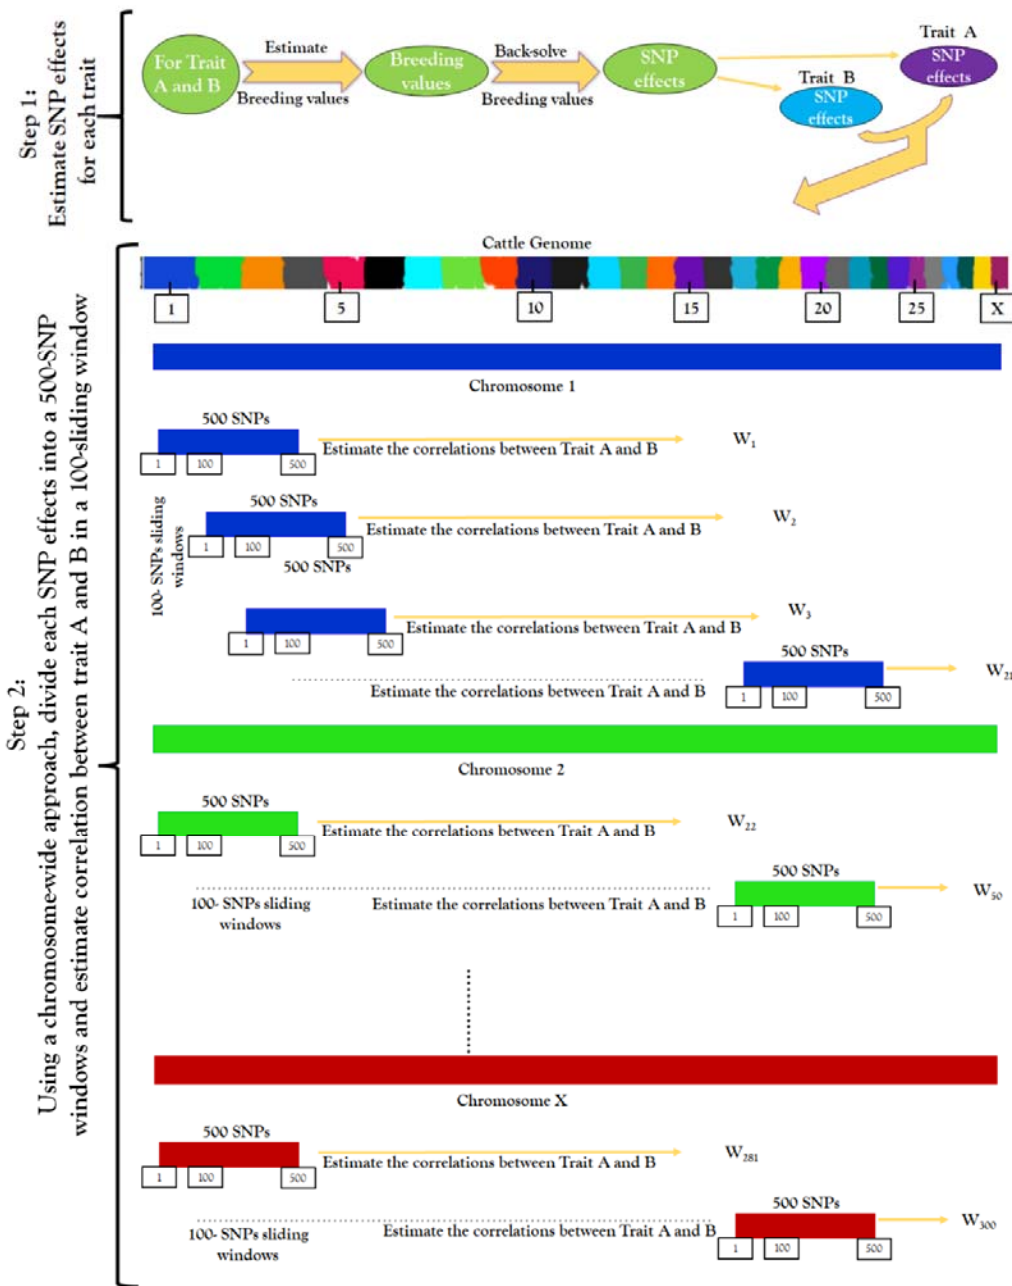 Step 1:
Estimate SNP effects
for each trait
For Trait
A and B
Estimate
Breeding values
Breeding
values
Back-solve
Breeding values
SNP
effects
Trait A
SNP
effects
Trait B
SNP
effects
Step 2:
Using a chromosome-wide approach, divide each SNP effects into a 500-SNP
windows and estimate correlation between trait A and B in a 100-sliding window
Cattle Genome
1
5
10
15
20
25
X
Chromosome 1
500 SNPs
1
100
500
Estimate the correlations between Trait A and B
W1
100- SNPs sliding
windows
500 SNPs
1
100
500
Estimate the correlations between Trait A and B
W2
500 SNPs
1
100
500
Estimate the correlations between Trait A and B
W3
Estimate the correlations between Trait A and B
500 SNPs
1
100
500
W21
Chromosome 2
500 SNPs
1
100
500
Estimate the correlations between Trait A and B
W22
100- SNPs sliding
windows
Estimate the correlations between Trait A and B
500 SNPs
1
100
500
W50
Chromosome X
500 SNPs
1
100
500
Estimate the correlations between Trait A and B
W281
100- SNPs sliding
windows
Estimate the correlations between Trait A and B
500 SNPs
1
100
500
W300